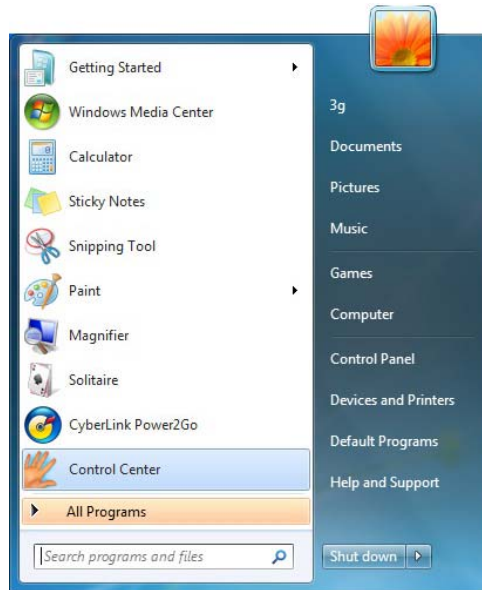 Getting Started
Windows Media Center
Calculator
Sticky Notes
Snipping Tool
Paint
Magnifier
Solitaire
CyberLink Power2Go
Control Center
All Programs
Search programs and files
3g
Documents
Pictures
Music
Games
Computer
Control Panel
Devices and Printers
Default Programs
Help and Support
Shut down